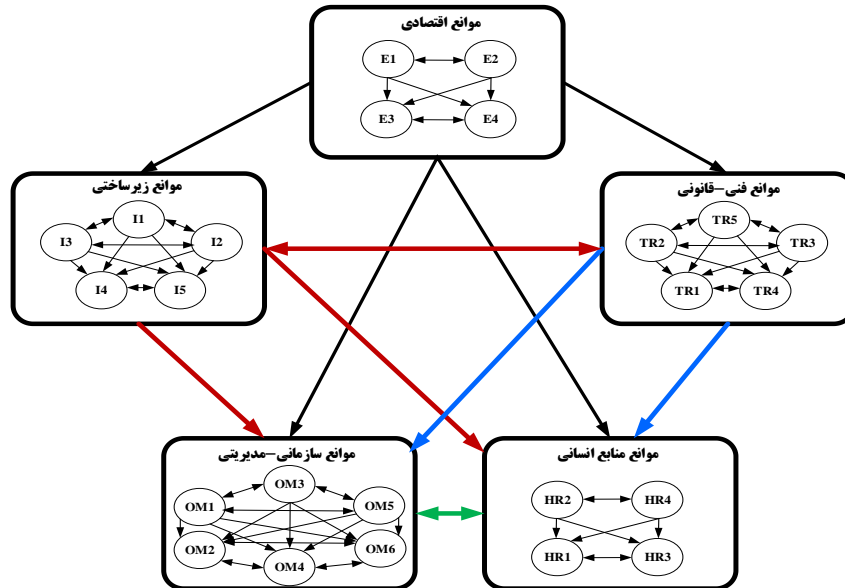 موانع اقتصادی
E1
E2
E3
E4
موانع زیرساختی
I1
I3
I2
I4
I5
موانع فنی-قانونی
TR5
TR2
TR3
TR1
TR4
موانع سازمانی-مدیریتی
OM3
OM1
OM5
OM2
OM6
OM4
موانع منابع انسانی
HR2
HR4
HR1
HR3